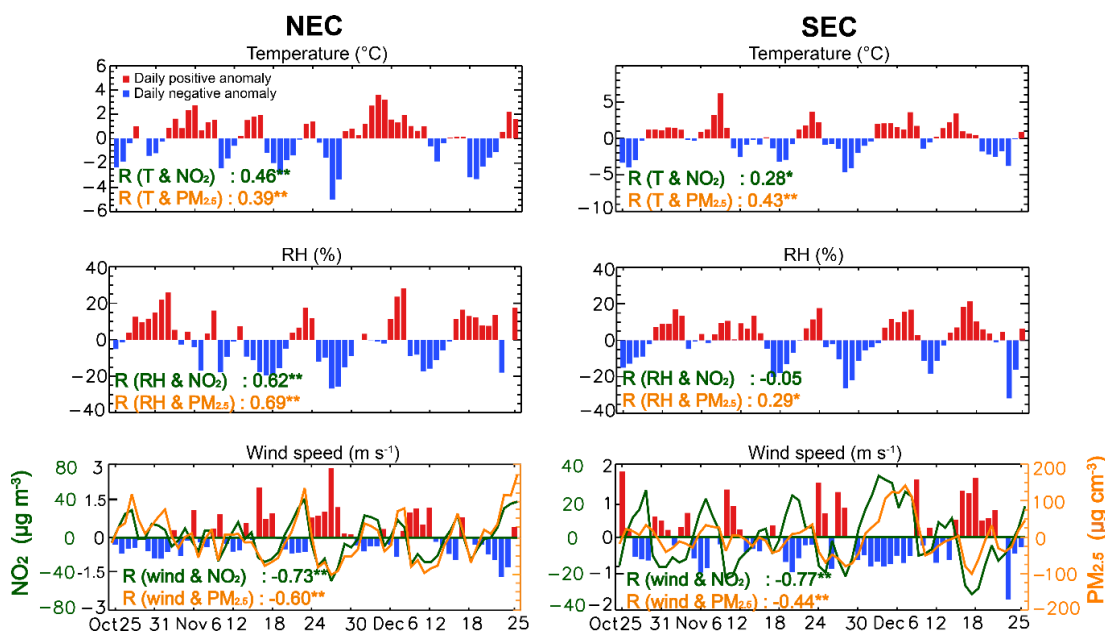 NEC
SEC
Temperature (°C)
Temperature (°C)
6
4
2
0
−2
−4
−6
Daily positive anomaly
Daily negative anomaly
R (T & NO₂) : 0.46**
R (T & PM₂.₅) : 0.39**
5
0
−5
−10
R (T & NO₂) : 0.28*
R (T & PM₂.₅) : 0.43**
RH (%)
RH (%)
40
20
0
−20
−40
R (RH & NO₂) : 0.62**
R (RH & PM₂.₅) : 0.69**
40
20
0
−20
−40
R (RH & NO₂) : -0.05
R (RH & PM₂.₅) : 0.29*
Wind speed (m s⁻¹)
Wind speed (m s⁻¹)
NO₂ (µg m⁻³)
80
40
0
−40
−80
3
1.5
0
−1.5
−3
R (wind & NO₂) : -0.73**
R (wind & PM₂.₅) : -0.60**
40
20
0
−20
−40
2
1
0
1
−2
R (wind & NO₂) : -0.77**
R (wind & PM₂.₅) : -0.44**
200
100
0
−100
−200
PM₂.₅ (µg cm⁻³)
Oct25 31 Nov 6 12 18 24 30 Dec 6 12 18 25
Oct25 31 Nov 6 12 18 24 30 Dec 6 12 18 25